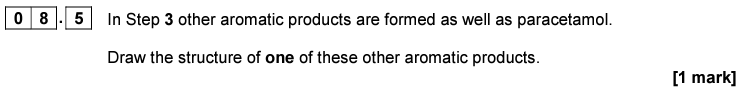 0 8 . 5 In Step 3 other aromatic products are formed as well as paracetamol.
Draw the structure of one of these other aromatic products.
[1 mark]